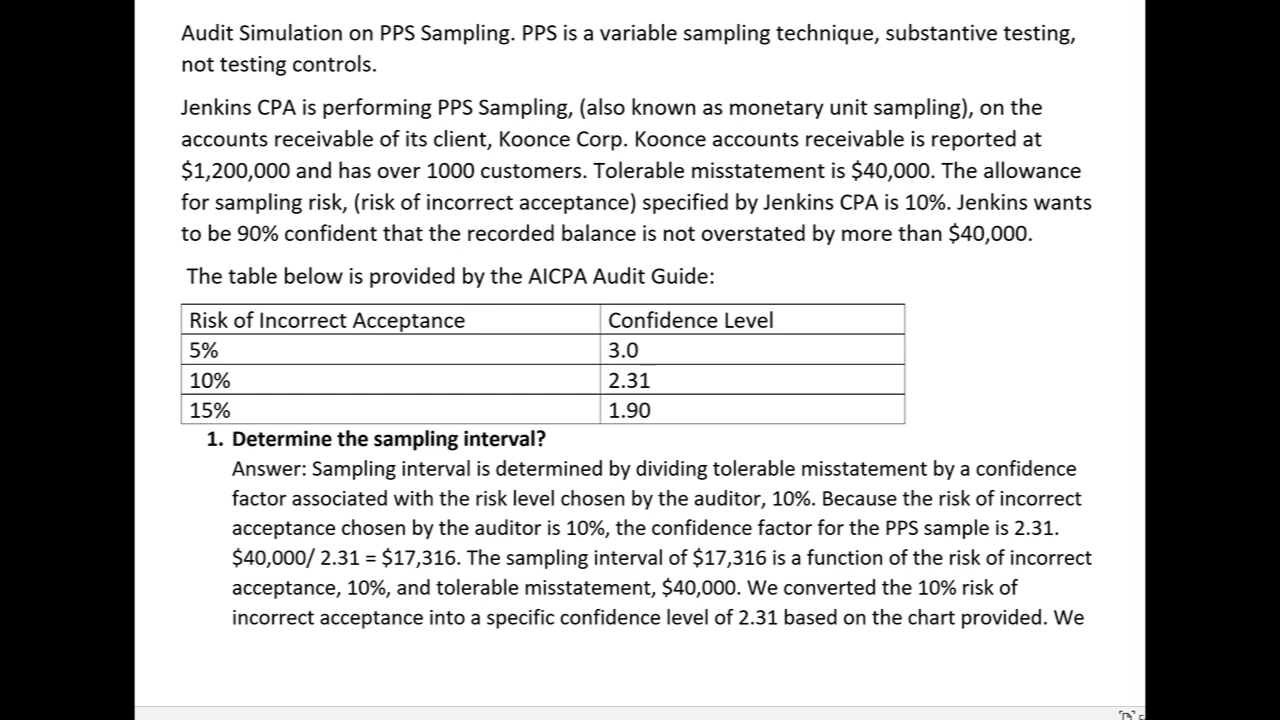 Audit Simulation on PPS Sampling. PPS is a variable sampling technique, substantive testing,
not testing controls.
Jenkins CPA is performing PPS Sampling, (also known as monetary unit sampling), on the
accounts receivable of its client, Koonce Corp. Koonce accounts receivable is reported at
$1,200,000 and has over 1000 customers. Tolerable misstatement is $40,000. The allowance
for sampling risk, (risk of incorrect acceptance) specified by Jenkins CPA is 10%. Jenkins wants
to be 90% confident that the recorded balance is not overstated by more than $40,000.
The table below is provided by the AICPA Audit Guide:
Risk of Incorrect Acceptance Confidence Level
5% 3.0
10% 2.31
15% 1.90
1. Determine the sampling interval?
Answer: Sampling interval is determined by dividing tolerable misstatement by a confidence
factor associated with the risk level chosen by the auditor, 10%. Because the risk of incorrect
acceptance chosen by the auditor is 10%, the confidence factor for the PPS sample is 2.31.
$40,000/ 2.31 = $17,316. The sampling interval of $17,316 is a function of the risk of incorrect
acceptance, 10%, and tolerable misstatement, $40,000. We converted the 10% risk of
incorrect acceptance into a specific confidence level of 2.31 based on the chart provided. We